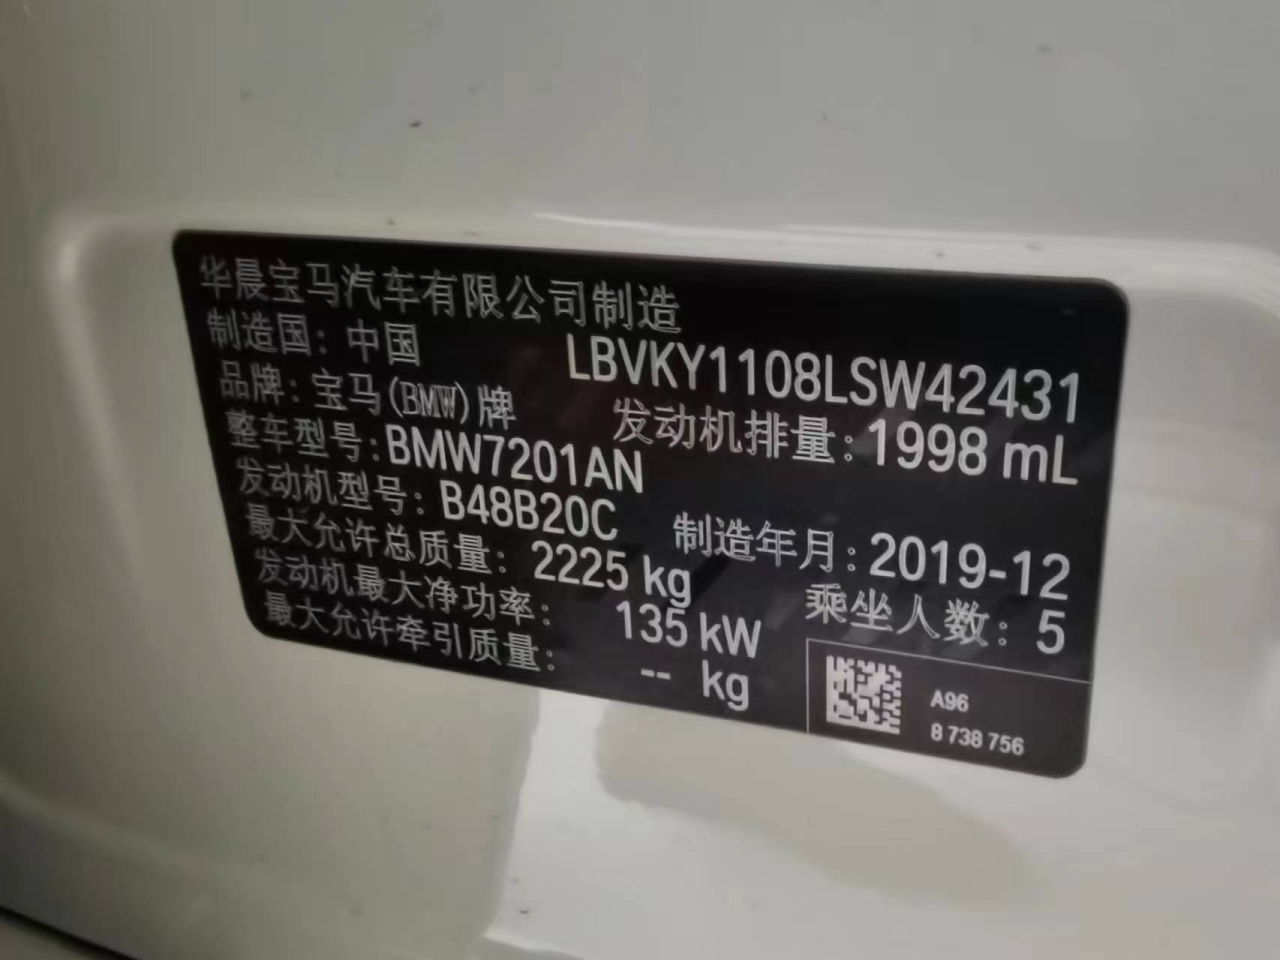 华晨宝马汽车有限公司制造
制造国：中国
LBVKY1108LSW42431
品牌：宝马(BMW)牌
发动机排量：1998 mL
整车型号：BMW7201AN
发动机型号：B48B20C
制造年月：2019-12
最大允许总质量：2225 kg
乘坐人数：5
发动机最大净功率：135 kW
最大允许牵引质量：-- kg
A96
8 738 756